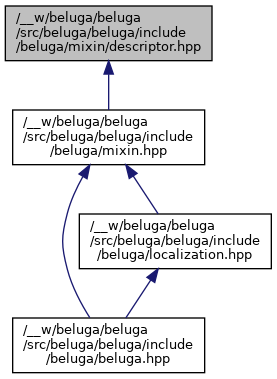 /__w/beluga/beluga
/src/beluga/beluga/include
/beluga/mixin/descriptor.hpp
/__w/beluga/beluga
/src/beluga/beluga/include
/beluga/mixin.hpp
/__w/beluga/beluga
/src/beluga/beluga/include
/beluga/localization.hpp
/__w/beluga/beluga
/src/beluga/beluga/include
/beluga/beluga.hpp